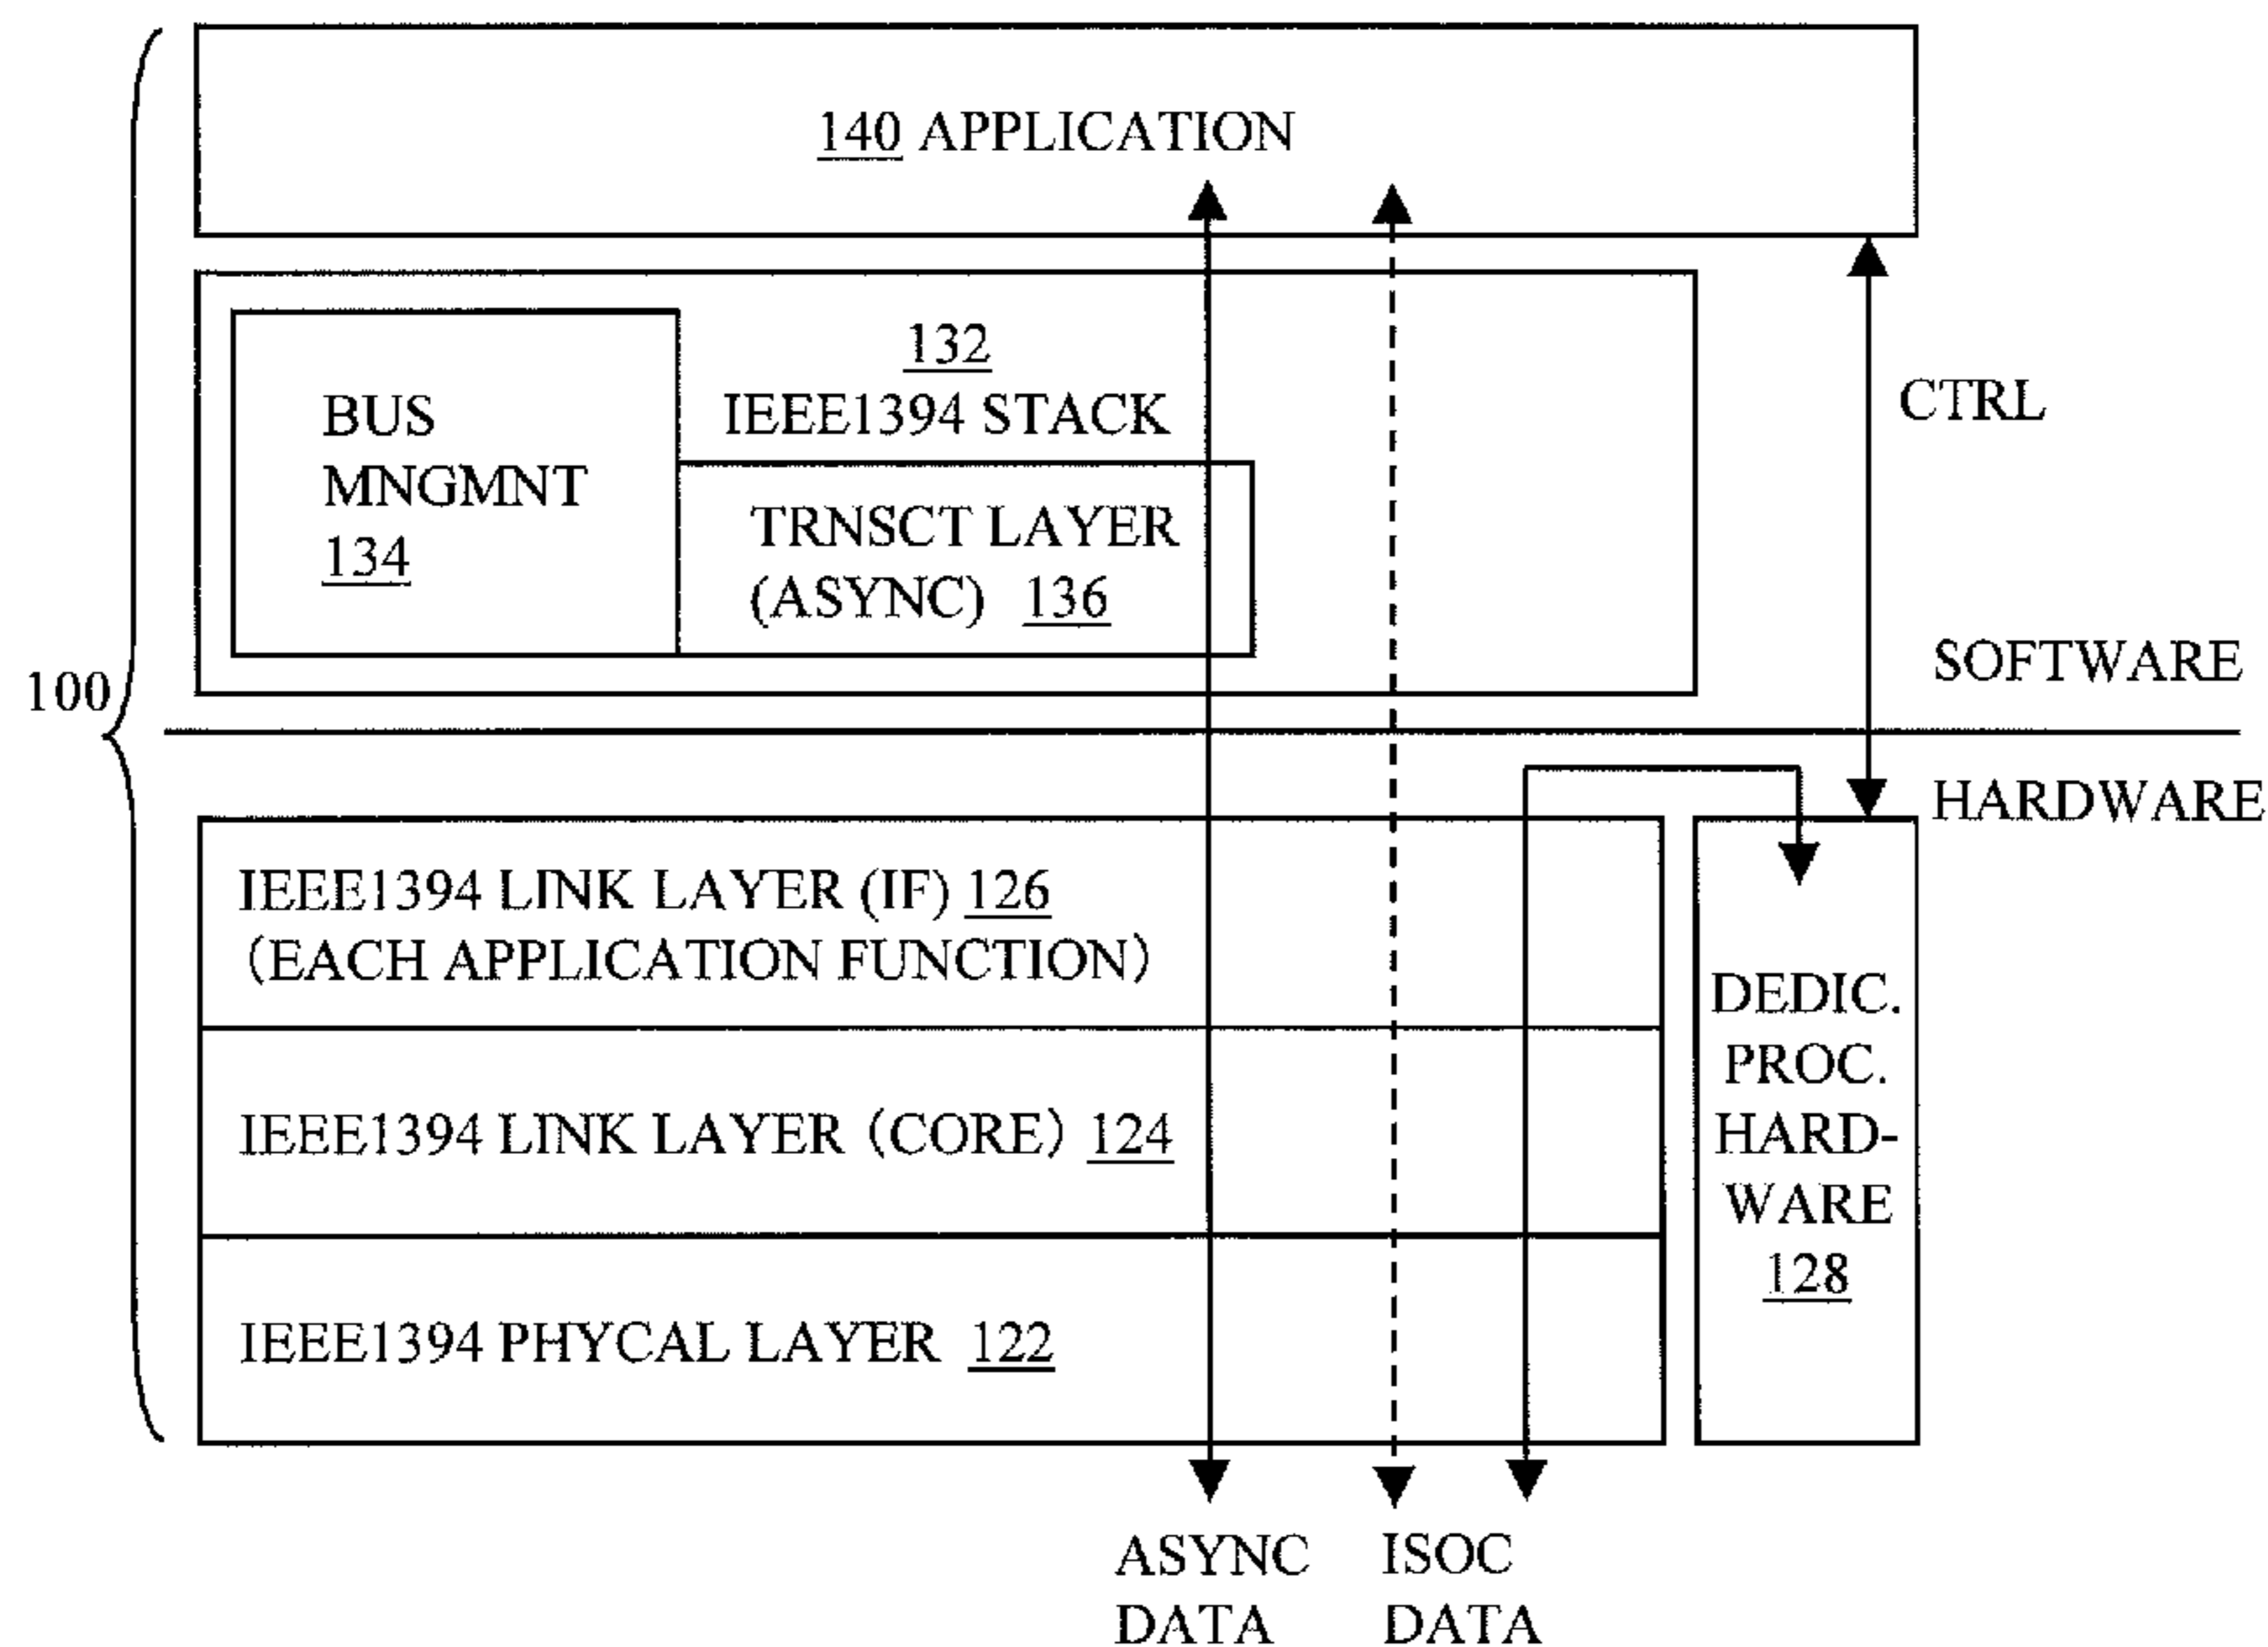 140 APPLICATION
132
IEEE1394 STACK
BUS
MNGMNT
134
TRNSCT LAYER
(ASYNC) 136
CTRL
100
SOFTWARE
HARDWARE
IEEE1394 LINK LAYER (IF) 126
(EACH APPLICATION FUNCTION)
IEEE1394 LINK LAYER (CORE) 124
IEEE1394 PHYCAL LAYER 122
DEDIC.
PROC.
HARD-
WARE
128
ASYNC
DATA
ISOC
DATA